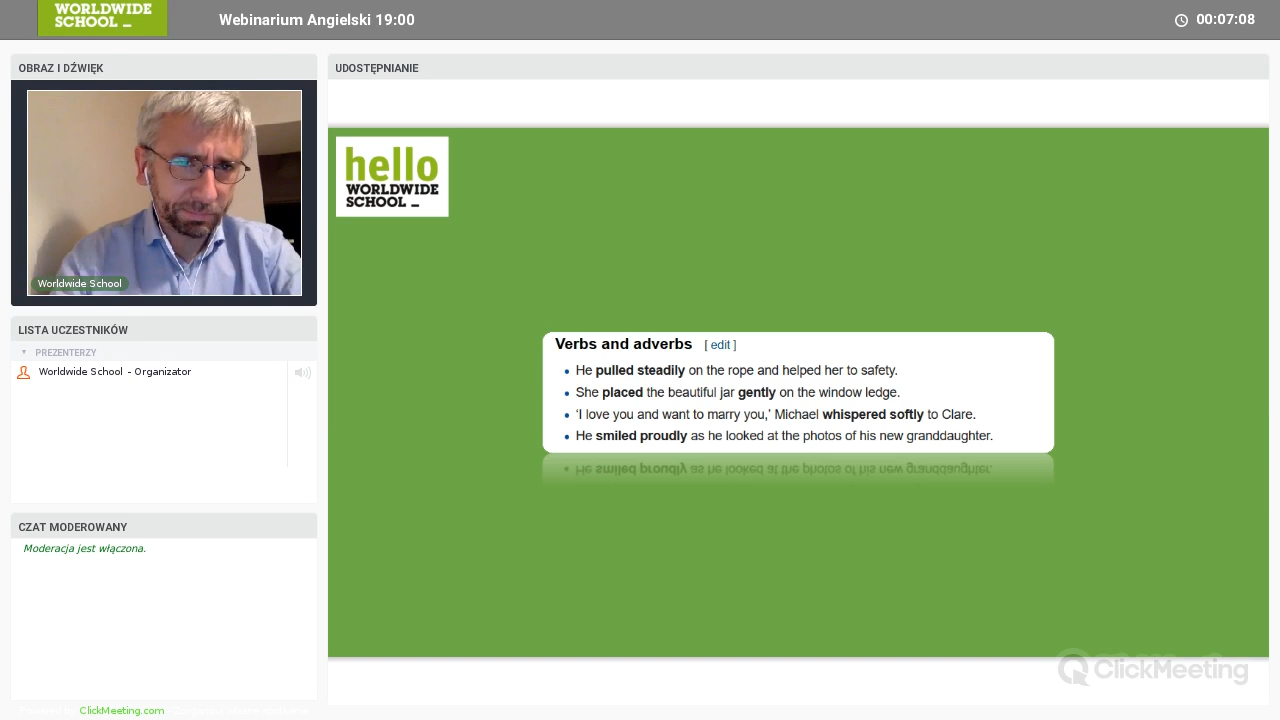 WORLDWIDE
SCHOOL _
Webinarium Angielski 19:00
00:07:08
OBRAZ I DŹWIĘK
Worldwide School
LISTA UCZESTNIKÓW
PREZENTERZY
Worldwide School - Organizator
CZAT MODEROWANY
Moderacja jest włączona.
ClickMeeting.com
UDOSTĘPNIANIE
hello
WORLDWIDE
SCHOOL _
Verbs and adverbs [ edit ]
• He pulled steadily on the rope and helped her to safety.
• She placed the beautiful jar gently on the window ledge.
• ‘I love you and want to marry you,’ Michael whispered softly to Clare.
• He smiled proudly as he looked at the photos of his new granddaughter.
ClickMeeting